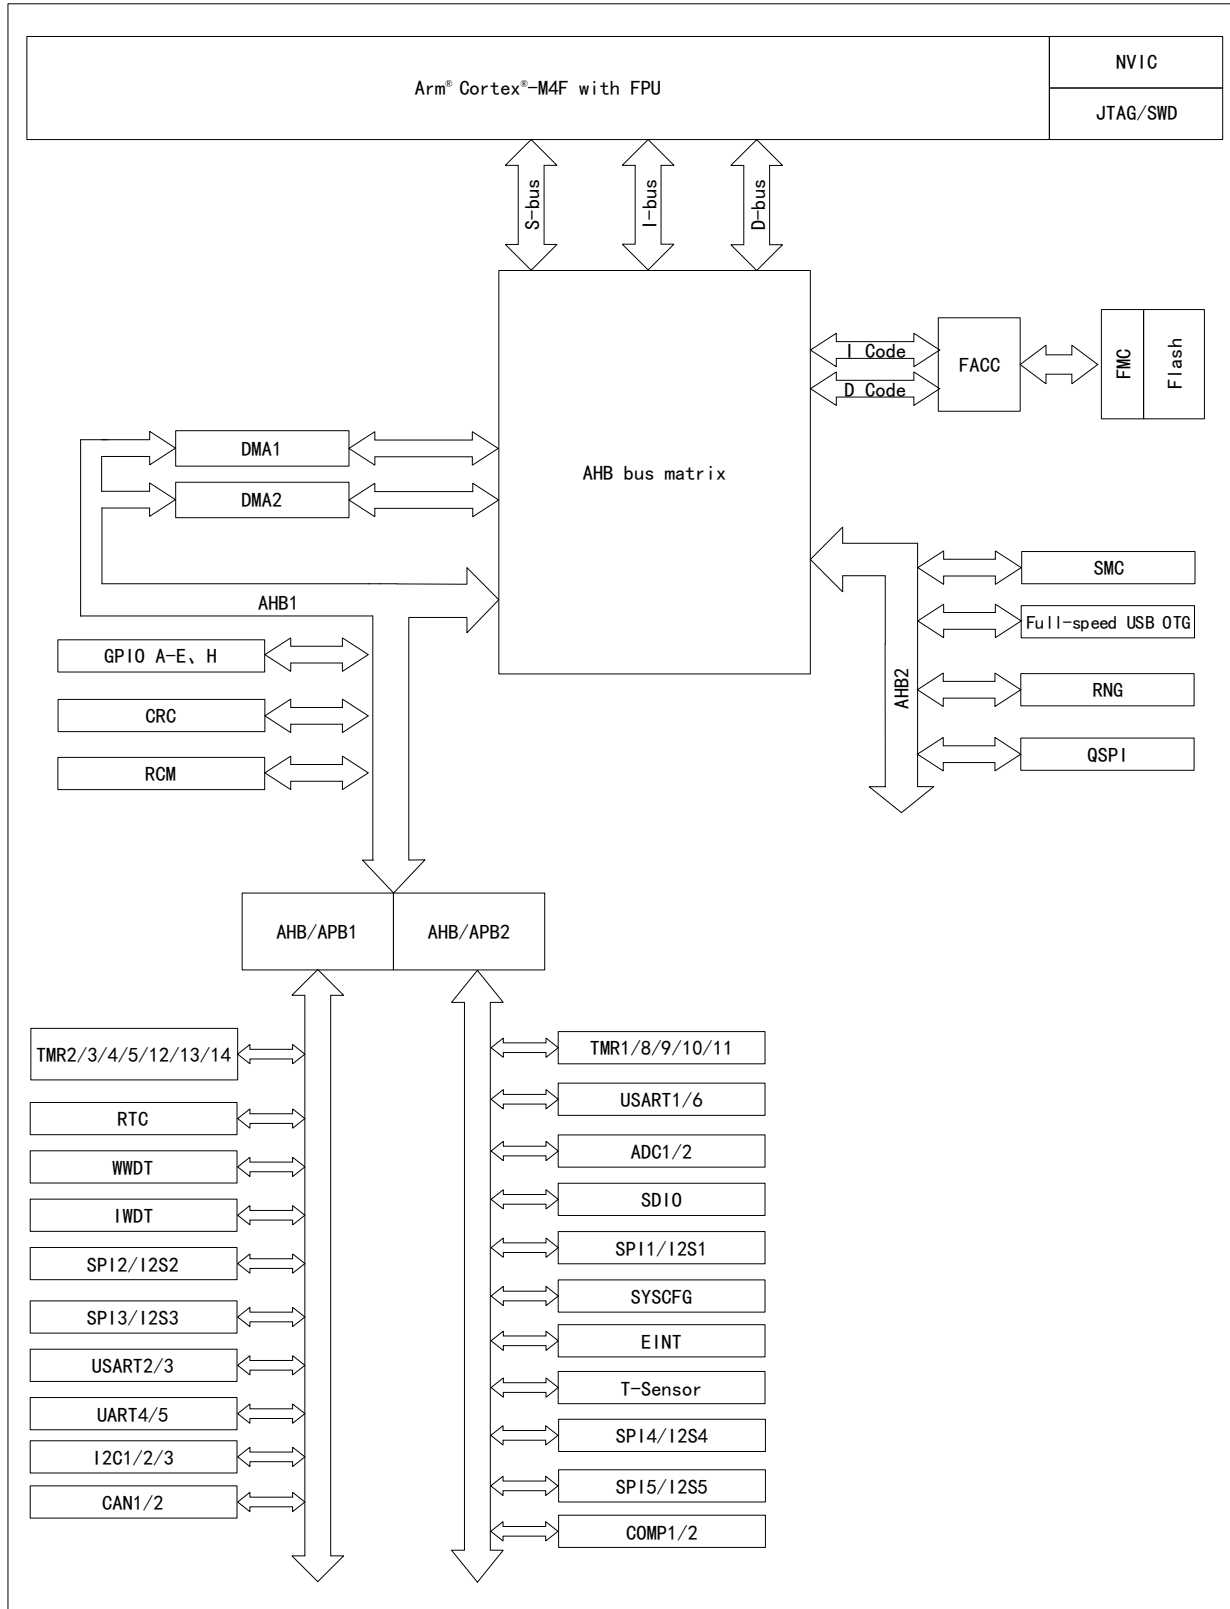 Arm® Cortex®-M4F with FPU
NVIC
JTAG/SWD
S-bus
I-bus
D-bus
I Code
D Code
FACC
FMC
Flash
DMA1
DMA2
AHB bus matrix
AHB1
SMC
Full-speed USB OTG
GPIO A-E、H
AHB2
RNG
CRC
QSPI
RCM
AHB/APB1
AHB/APB2
TMR2/3/4/5/12/13/14
RTC
WWDT
IWDT
SPI2/I2S2
SPI3/I2S3
USART2/3
UART4/5
I2C1/2/3
CAN1/2
TMR1/8/9/10/11
USART1/6
ADC1/2
SDIO
SPI1/I2S1
SYSCFG
EINT
T-Sensor
SPI4/I2S4
SPI5/I2S5
COMP1/2